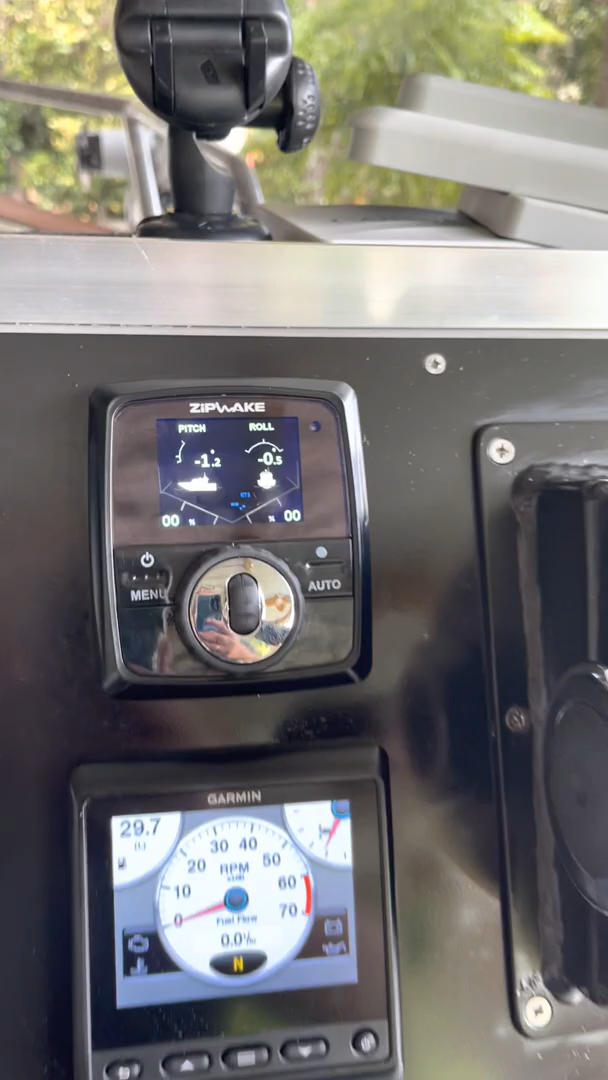 ZIPWAKE
PITCH ROLL
-1.2° -0.5°
00 % % 00
MENU AUTO
GARMIN
29.7
0 10 20 30 40 50 60 70
RPM
Fuel Flow
0.0
N